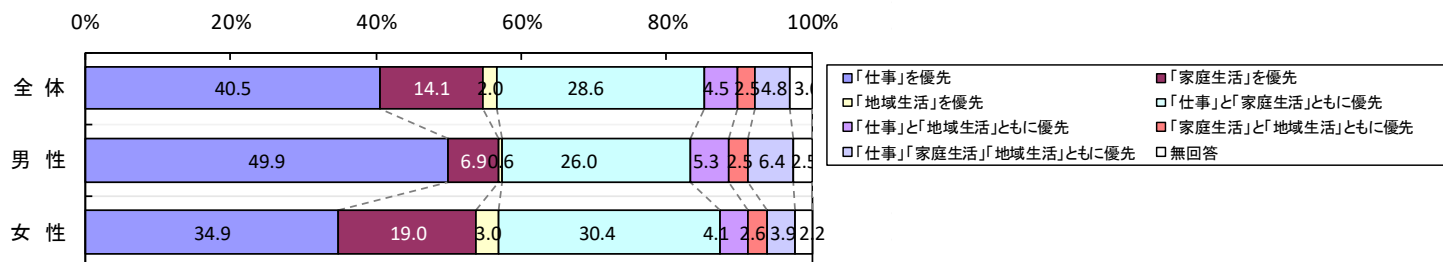 0% 20% 40% 60% 80% 100%
全 体 40.5 14.1 2.0 28.6 4.5 2.5 4.8
男 性 49.9 6.9 0.6 26.0 5.3 2.5 6.4 2.5
女 性 34.9 19.0 3.0 30.4 4.1 2.6 3.9 2.2
「仕事」を優先 「家庭生活」を優先
「地域生活」を優先 「仕事」と「家庭生活」ともに優先
「仕事」と「地域生活」ともに優先 「家庭生活」と「地域生活」ともに優先
「仕事」「家庭生活」「地域生活」ともに優先 無回答